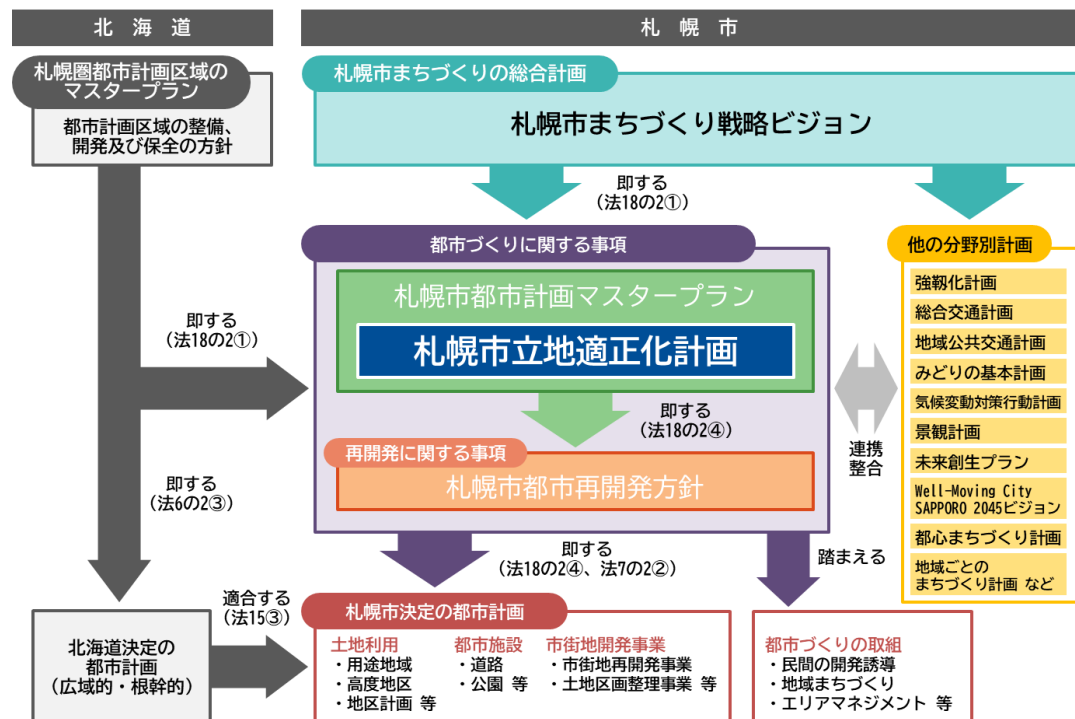 北海道
札幌市
札幌圏都市計画区域の
マスタープラン
都市計画区域の整備、
開発及び保全の方針
札幌市まちづくりの総合計画
札幌市まちづくり戦略ビジョン
即する
(法18の2①)
都市づくりに関する事項
札幌市都市計画マスタープラン
札幌市立地適正化計画
即する
(法18の2①)
即する
(法18の2④)
再開発に関する事項
札幌市都市再開発方針
連携
整合
他の分野別計画
強靱化計画
総合交通計画
地域公共交通計画
みどりの基本計画
気候変動対策行動計画
景観計画
未来創生プラン
Well-Moving City
SAPPORO 2045ビジョン
都心まちづくり計画
地域ごとの
まちづくり計画 など
即する
(法6の2③)
即する
(法18の2④、法7の2②)
踏まえる
北海道決定の
都市計画
(広域的・根幹的)
適合する
(法15③)
札幌市決定の都市計画
土地利用
・用途地域
・高度地区
・地区計画 等
都市施設
・道路
・公園 等
市街地開発事業
・市街地再開発事業
・土地区画整理事業 等
都市づくりの取組
・民間の開発誘導
・地域まちづくり
・エリアマネジメント 等